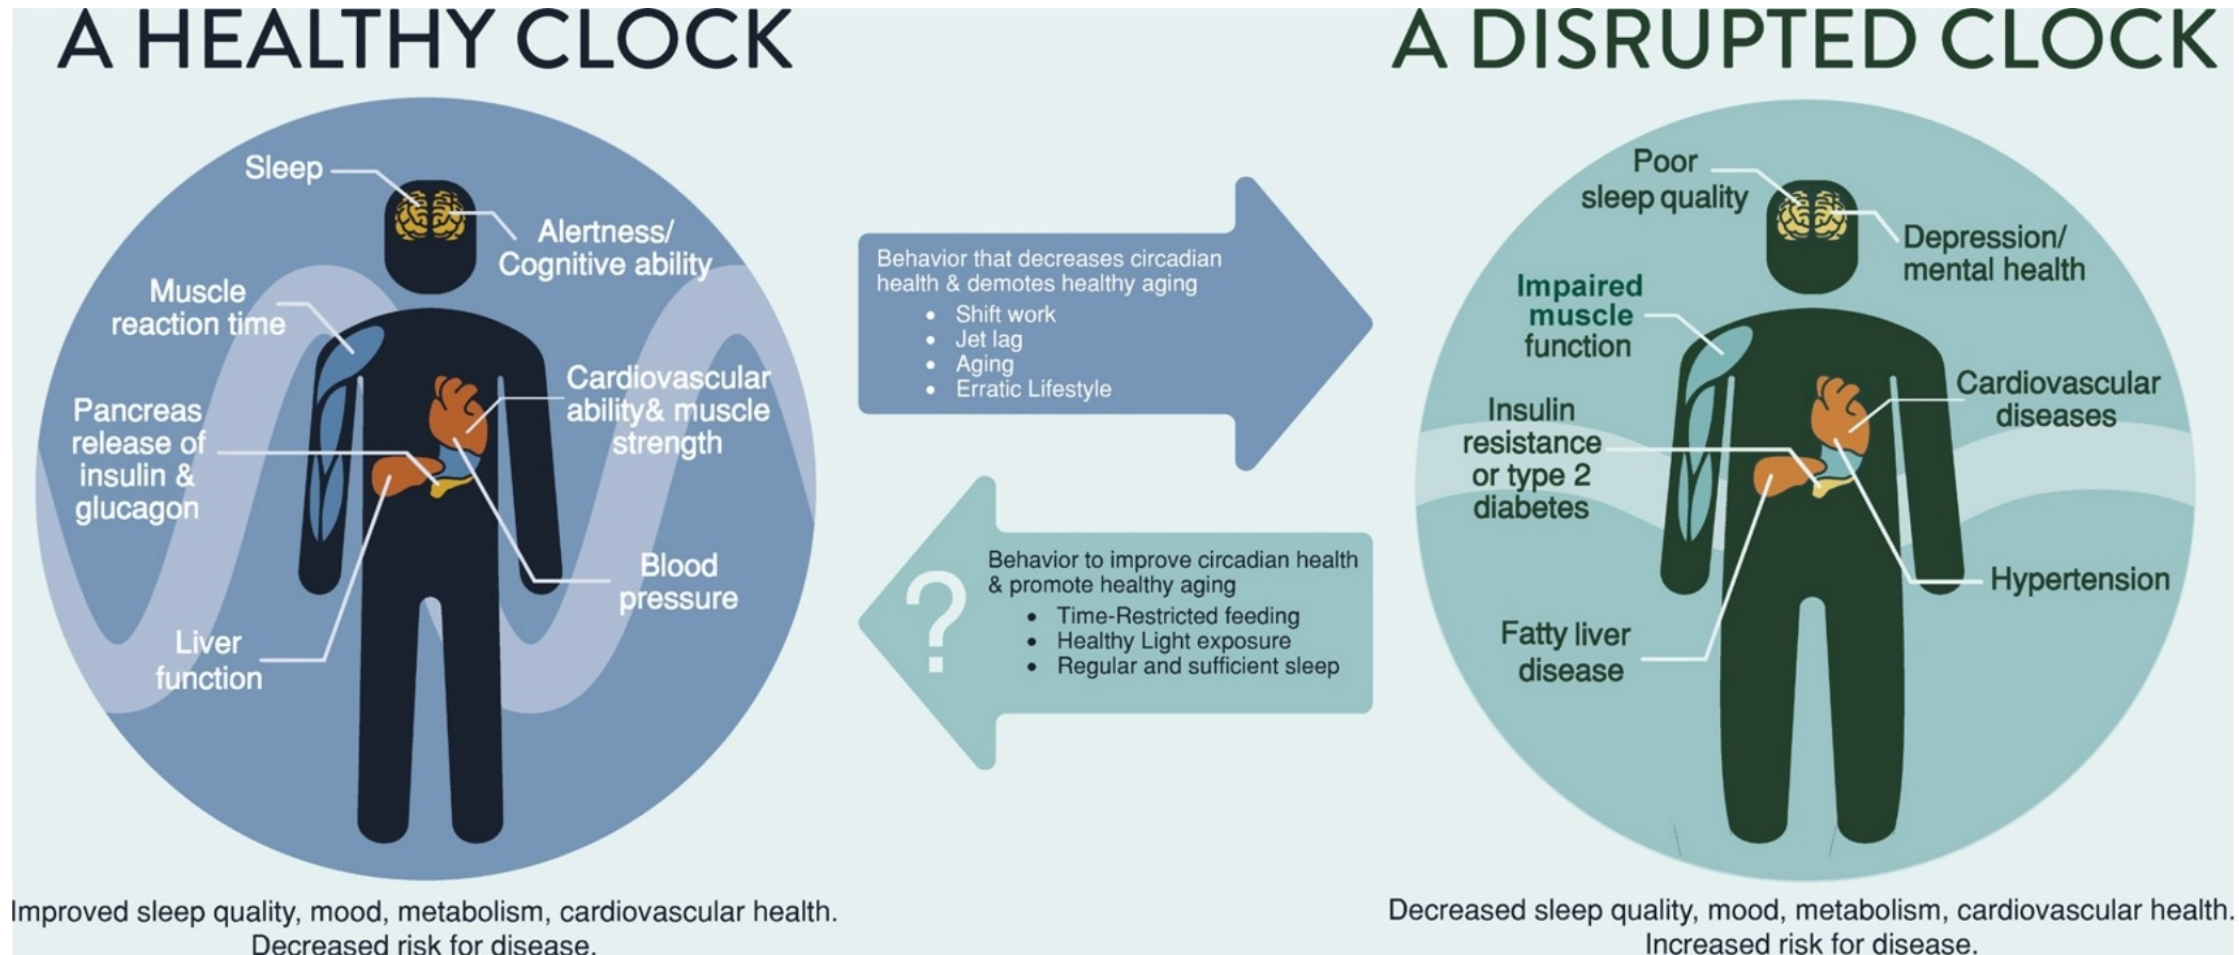 A HEALTHY CLOCK
Sleep
Alertness/
Cognitive ability
Muscle
reaction time
Cardiovascular
ability& muscle
strength
Pancreas
release of
insulin &
glucagon
Blood
pressure
Liver
function
Improved sleep quality, mood, metabolism, cardiovascular health.
Decreased risk for disease.
Behavior that decreases circadian
health & demotes healthy aging
• Shift work
• Jet lag
• Aging
• Erratic Lifestyle
?
Behavior to improve circadian health
& promote healthy aging
• Time-Restricted feeding
• Healthy Light exposure
• Regular and sufficient sleep
A DISRUPTED CLOCK
Poor
sleep quality
Depression/
mental health
Impaired
muscle
function
Cardiovascular
diseases
Insulin
resistance
or type 2
diabetes
Hypertension
Fatty liver
disease
Decreased sleep quality, mood, metabolism, cardiovascular health.
Increased risk for disease.